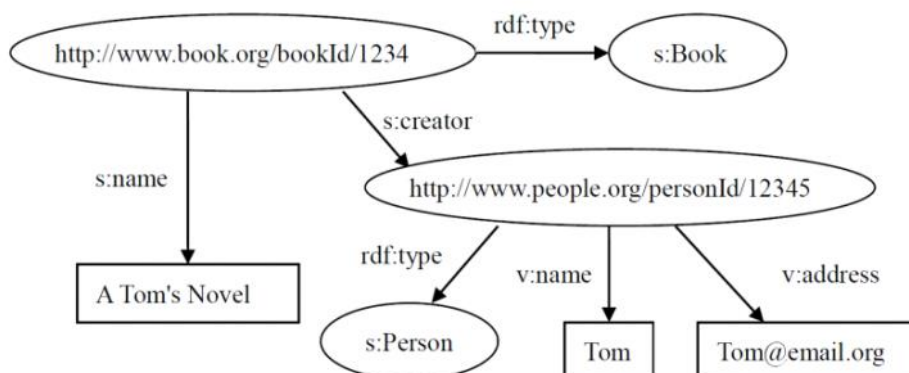 http://www.book.org/bookId/1234
rdf:type
s:Book
s:creator
s:name
http://www.people.org/personId/12345
rdf:type
v:name
v:address
A Tom's Novel
s:Person
Tom
Tom@email.org